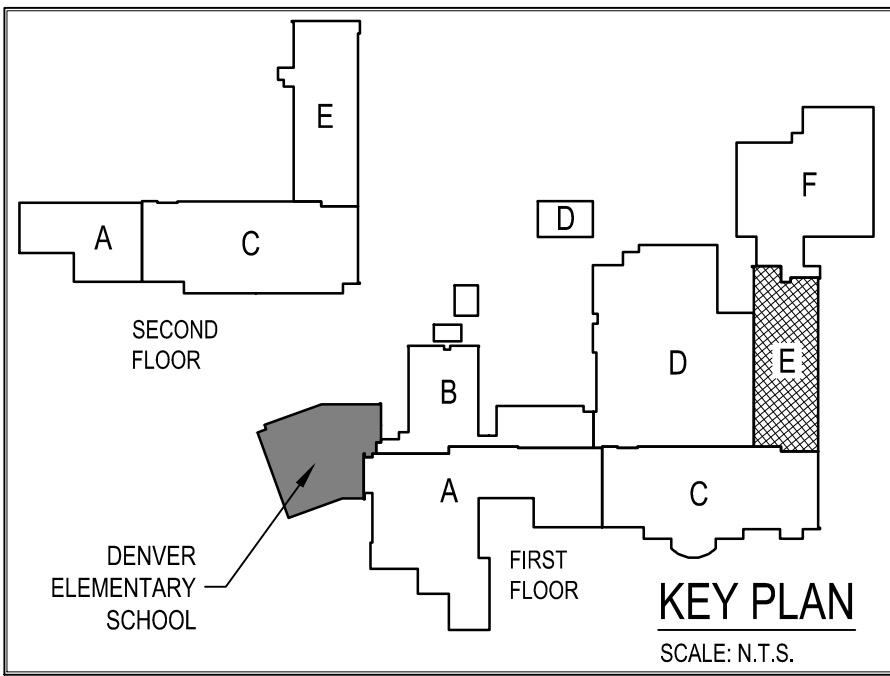 E
A
C
SECOND
FLOOR
F
D
D
E
B
A
C
DENVER
ELEMENTARY
SCHOOL
FIRST
FLOOR
KEY PLAN
SCALE: N.T.S.